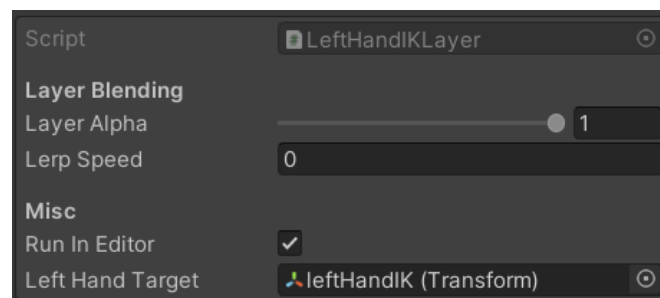 Script LeftHandIKLayer
Layer Blending
Layer Alpha 1
Lerp Speed 0
Misc
Run In Editor
Left Hand Target leftHandIK (Transform)